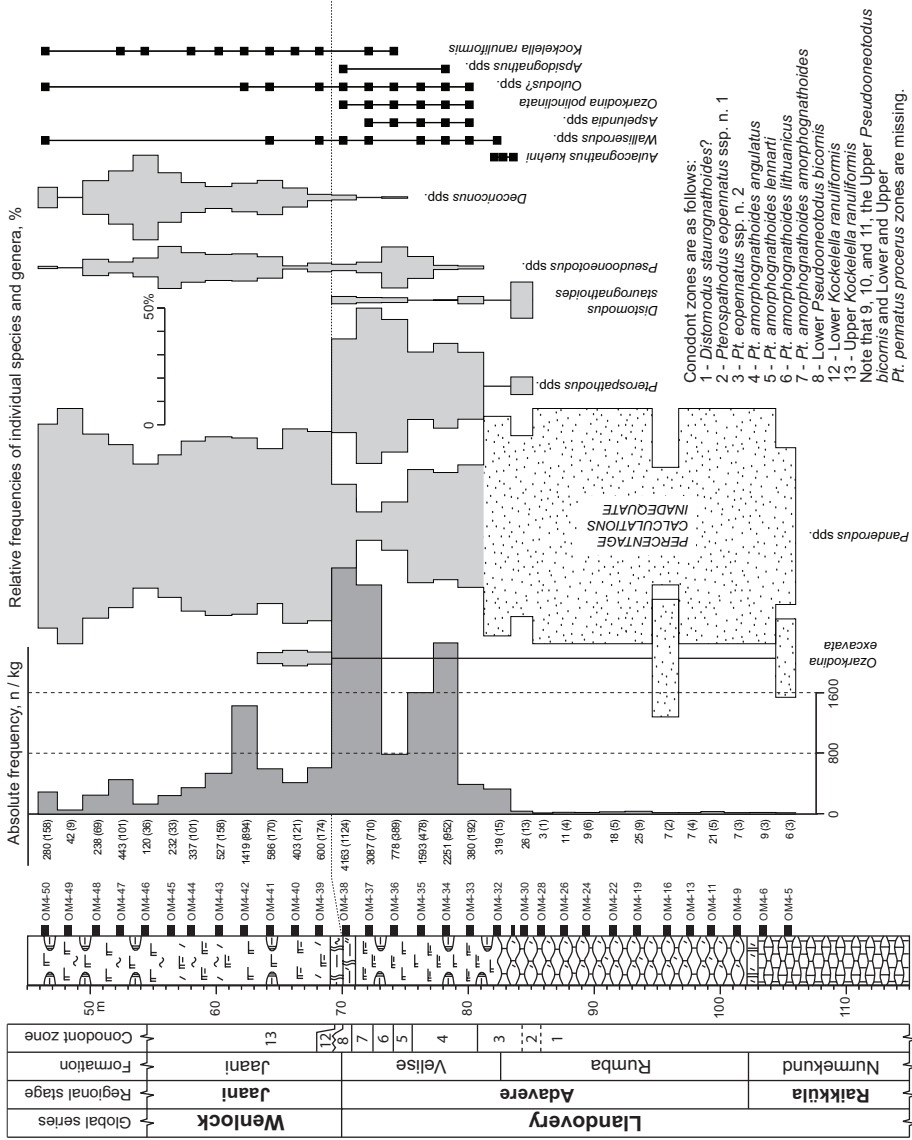 Global series
Wenlock
Llandovery
Regional stage
Jaani
Adavere
Raikküla
Formation
Jaani
Velise
Rumba
Nurmekund
Conodont zone
13
12
8
7
6
5
4
3
2
1
50
m
60
70
80
90
100
110
OM4-50
OM4-49
OM4-48
OM4-47
OM4-46
OM4-45
OM4-44
OM4-43
OM4-42
OM4-41
OM4-40
OM4-39
OM4-38
OM4-37
OM4-36
OM4-35
OM4-34
OM4-33
OM4-32
OM4-30
OM4-28
OM4-26
OM4-24
OM4-22
OM4-19
OM4-16
OM4-13
OM4-11
OM4-9
OM4-6
OM4-5
Absolute frequency, n / kg
280 (158)
42 (9)
238 (69)
443 (101)
120 (36)
232 (33)
337 (101)
527 (158)
1419 (894)
586 (170)
403 (121)
600 (174)
4163 (1124)
3087 (710)
778 (389)
1593 (478)
2251 (952)
380 (192)
319 (15)
26 (13)
3 (1)
11 (4)
9 (6)
18 (5)
25 (9)
7 (2)
7 (4)
21 (5)
7 (3)
9 (3)
6 (3)
0
800
1600
Relative frequencies of individual species and genera, %
0
50%
Ozarkodina
excavata
Panderodus spp.
PERCENTAGE
CALCULATIONS
INADEQUATE
Pterospathodus spp.
Distomodus
staurognathoides
Pseudooneotodus spp.
Decoriconus spp.
Aulacognathus kuehni
Walliserodus spp.
Aspelundia spp.
Ozarkodina polinclinata
Oulodus? spp.
Apsidognathus spp.
Kockelella ranuliformis
Conodont zones are as follows:
1 - Distomodus staurognathoides?
2 - Pterospathodus eopennatus ssp. n. 1
3 - Pt. eopennatus ssp. n. 2
4 - Pt. amorphognathoides angulatus
5 - Pt. amorphognathoides lennarti
6 - Pt. amorphognathoides lithuanicus
7 - Pt. amorphognathoides amorphognathoides
8 - Lower Pseudooneotodus bicornis
12 - Lower Kockelella ranuliformis
13 - Upper Kockelella ranuliformis
Note that 9, 10, and 11, the Upper Pseudooneotodus
bicornis and Lower and Upper
Pt. pennatus procerus zones are missing.